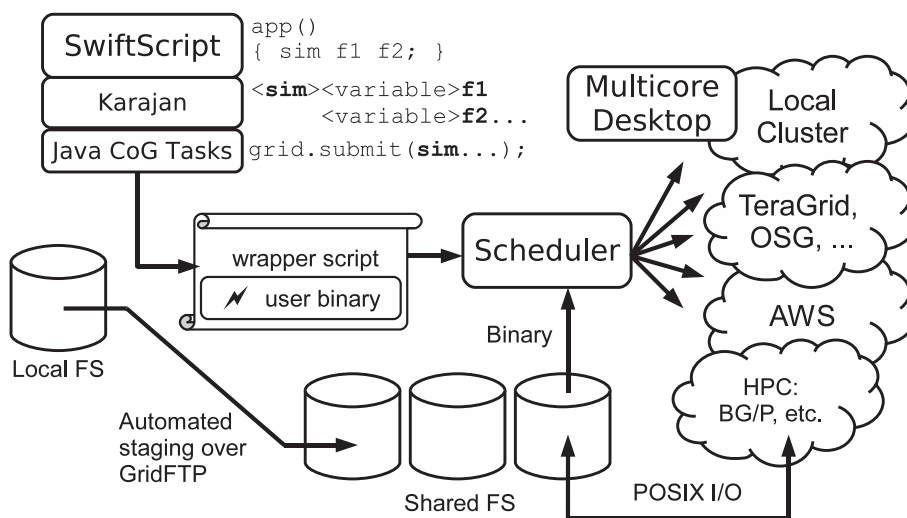 SwiftScript
app()
{ sim f1 f2; }
Karajan
<sim><variable>f1
<variable>f2...
Java CoG Tasks
grid.submit(sim...);
Multicore
Desktop
Local
Cluster
TeraGrid,
OSG, ...
AWS
HPC:
BG/P, etc.
wrapper script
user binary
Scheduler
Binary
Local FS
Automated
staging over
GridFTP
Shared FS
POSIX I/O